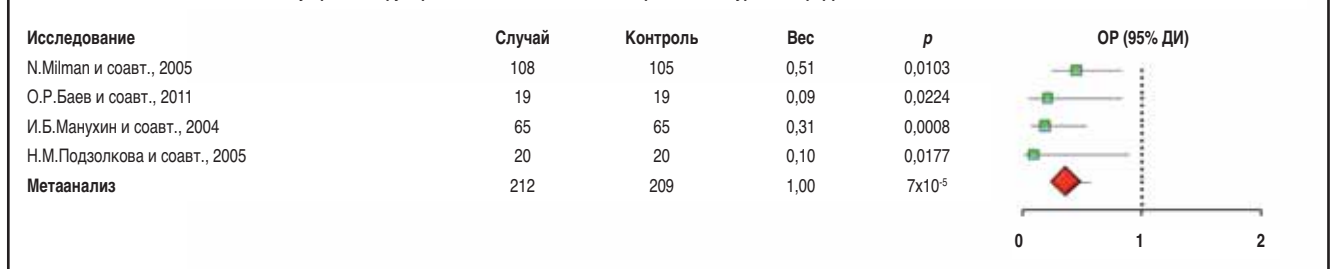 Исследование Случай Контроль Вес p ОР (95% ДИ)
N.Milman и соавт., 2005 108 105 0,51 0,0103
О.Р.Баев и соавт., 2011 19 19 0,09 0,0224
И.Б.Манухин и соавт., 2004 65 65 0,31 0,0008
Н.М.Подзолкова и соавт., 2005 20 20 0,10 0,0177
Метаанализ 212 209 1,00 7x10-5
0 1 2